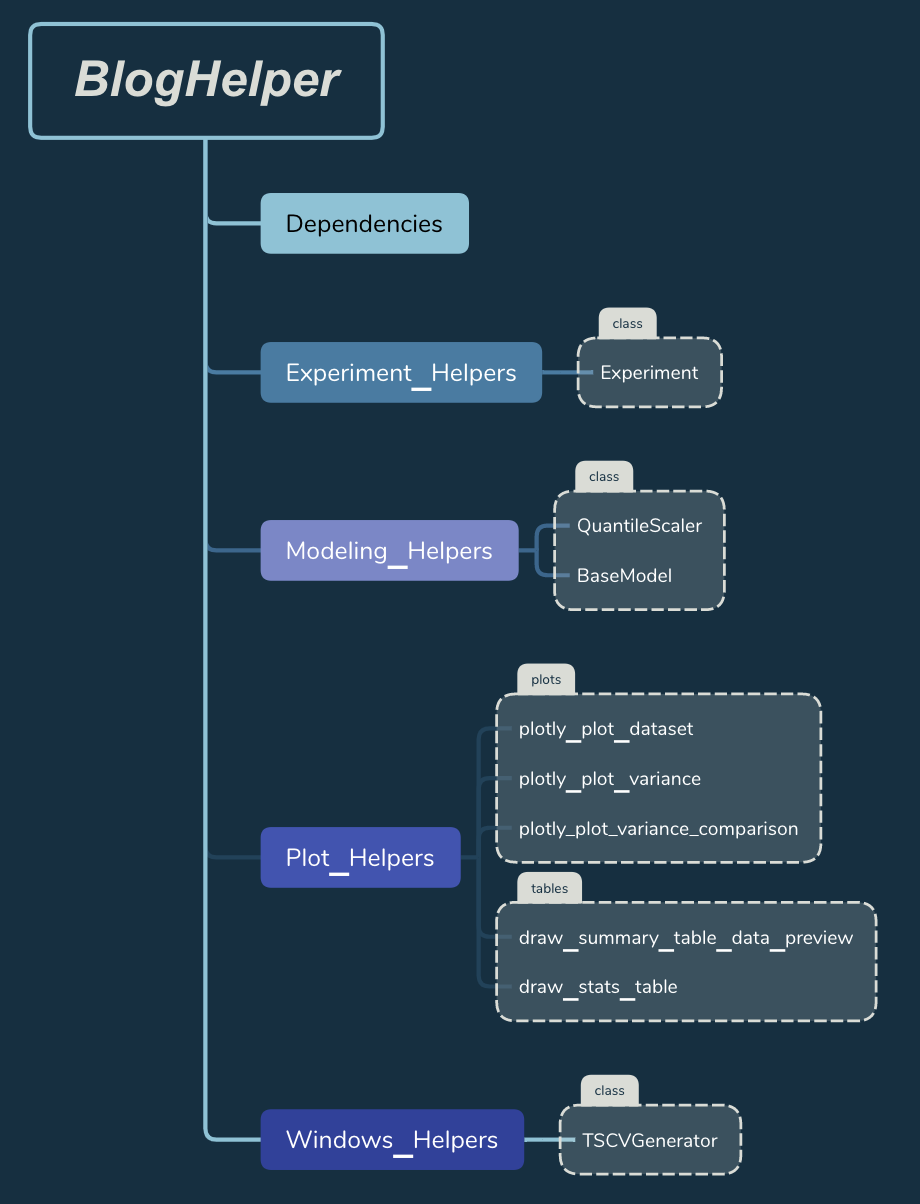 BlogHelper
Dependencies
class
Experiment_Helpers
Experiment
class
Modeling_Helpers
QuantileScaler
BaseModel
plots
plotly_plot_dataset
plotly_plot_variance
plotly_plot_variance_comparison
Plot_Helpers
tables
draw_summary_table_data_preview
draw_stats_table
class
Windows_Helpers
TSCVGenerator